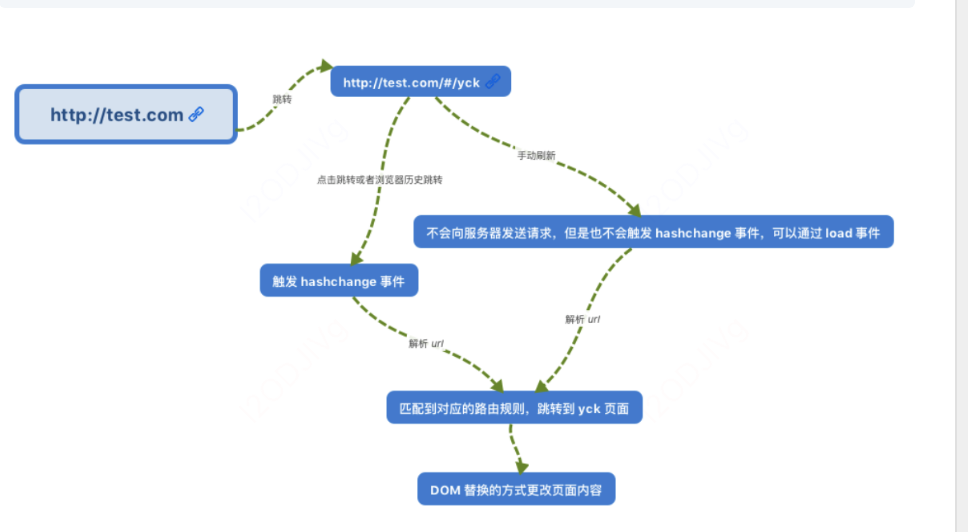 http://test.com
跳转
http://test.com/#/yck
手动刷新
点击跳转或者浏览器历史跳转
不会向服务器发送请求，但是也不会触发 hashchange 事件，可以通过 load 事件
触发 hashchange 事件
解析 url
解析 url
匹配到对应的路由规则，跳转到 yck 页面
DOM 替换的方式更改页面内容